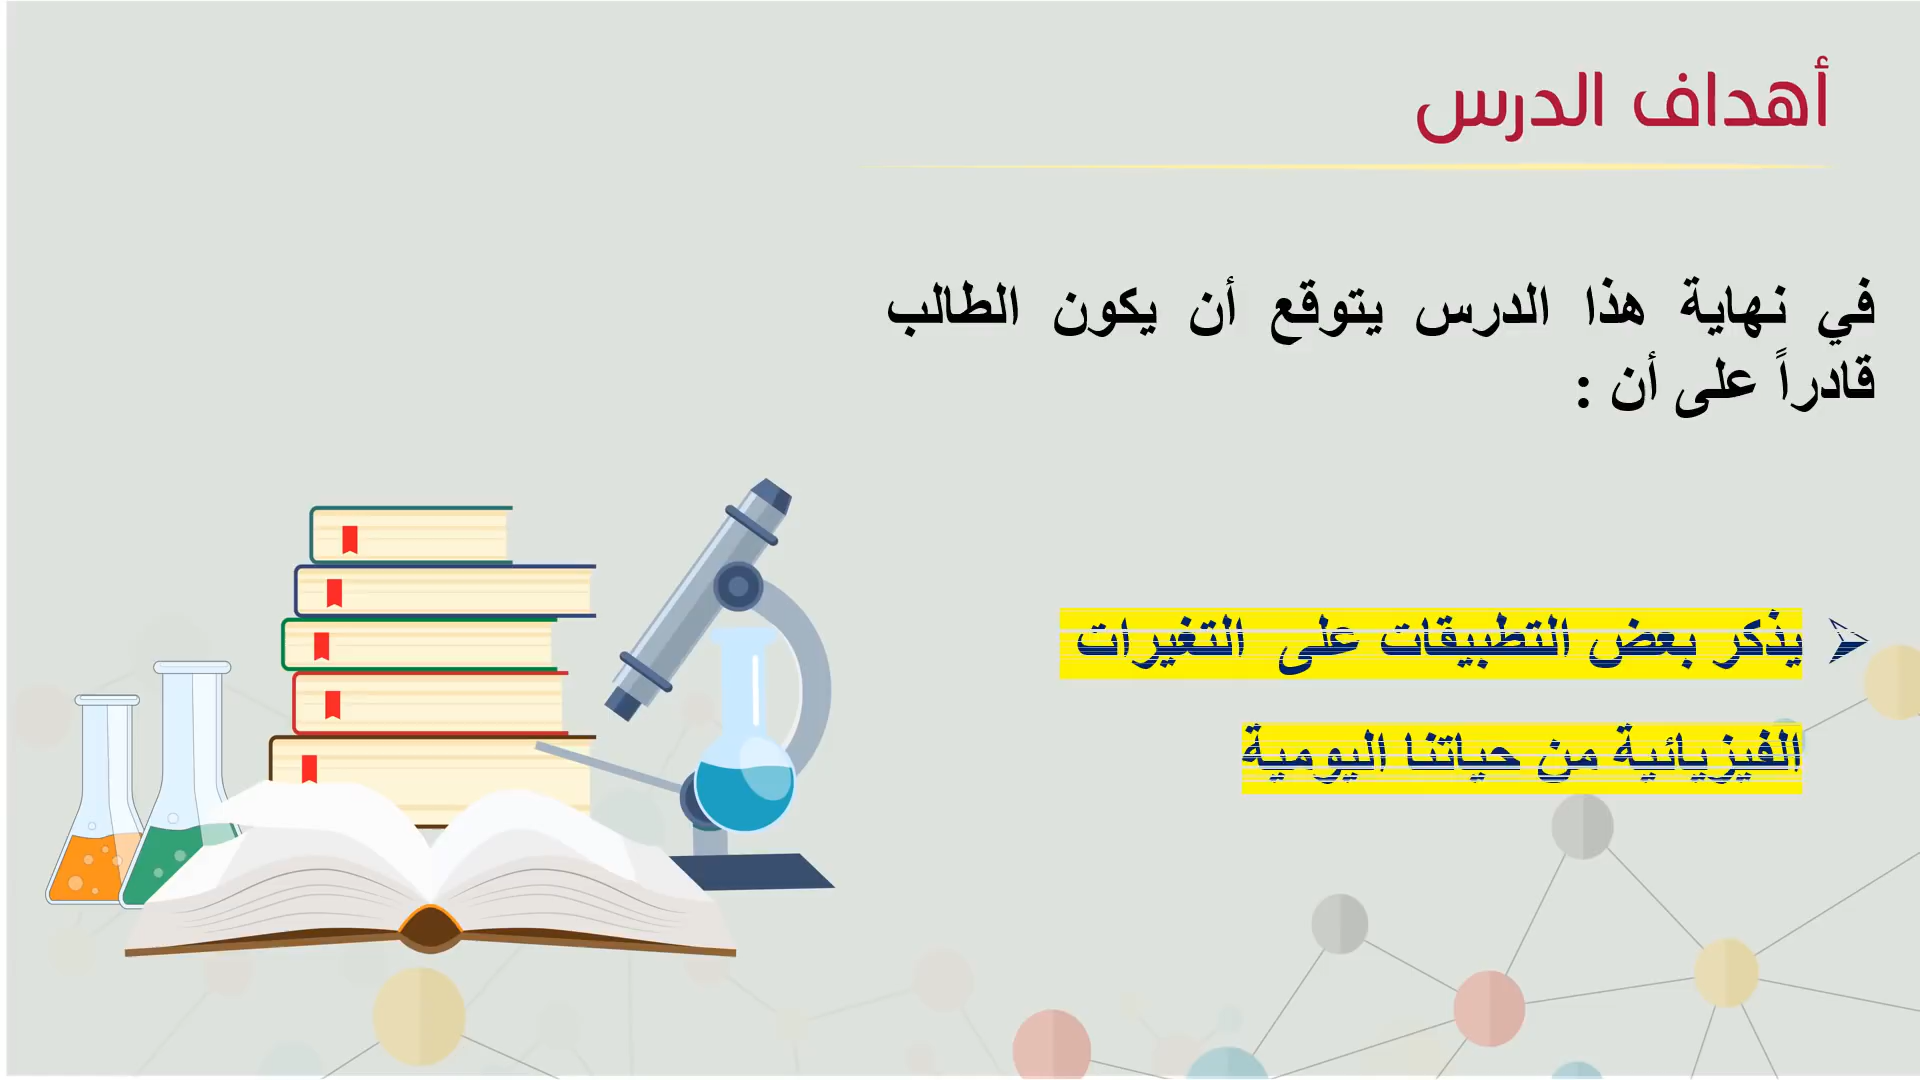 أهداف الدرس
في نهاية هذا الدرس يتوقع أن يكون الطالب
قادراً على أن :
يذكر بعض التطبيقات على التغيرات
الفيزيائية من حياتنا اليومية